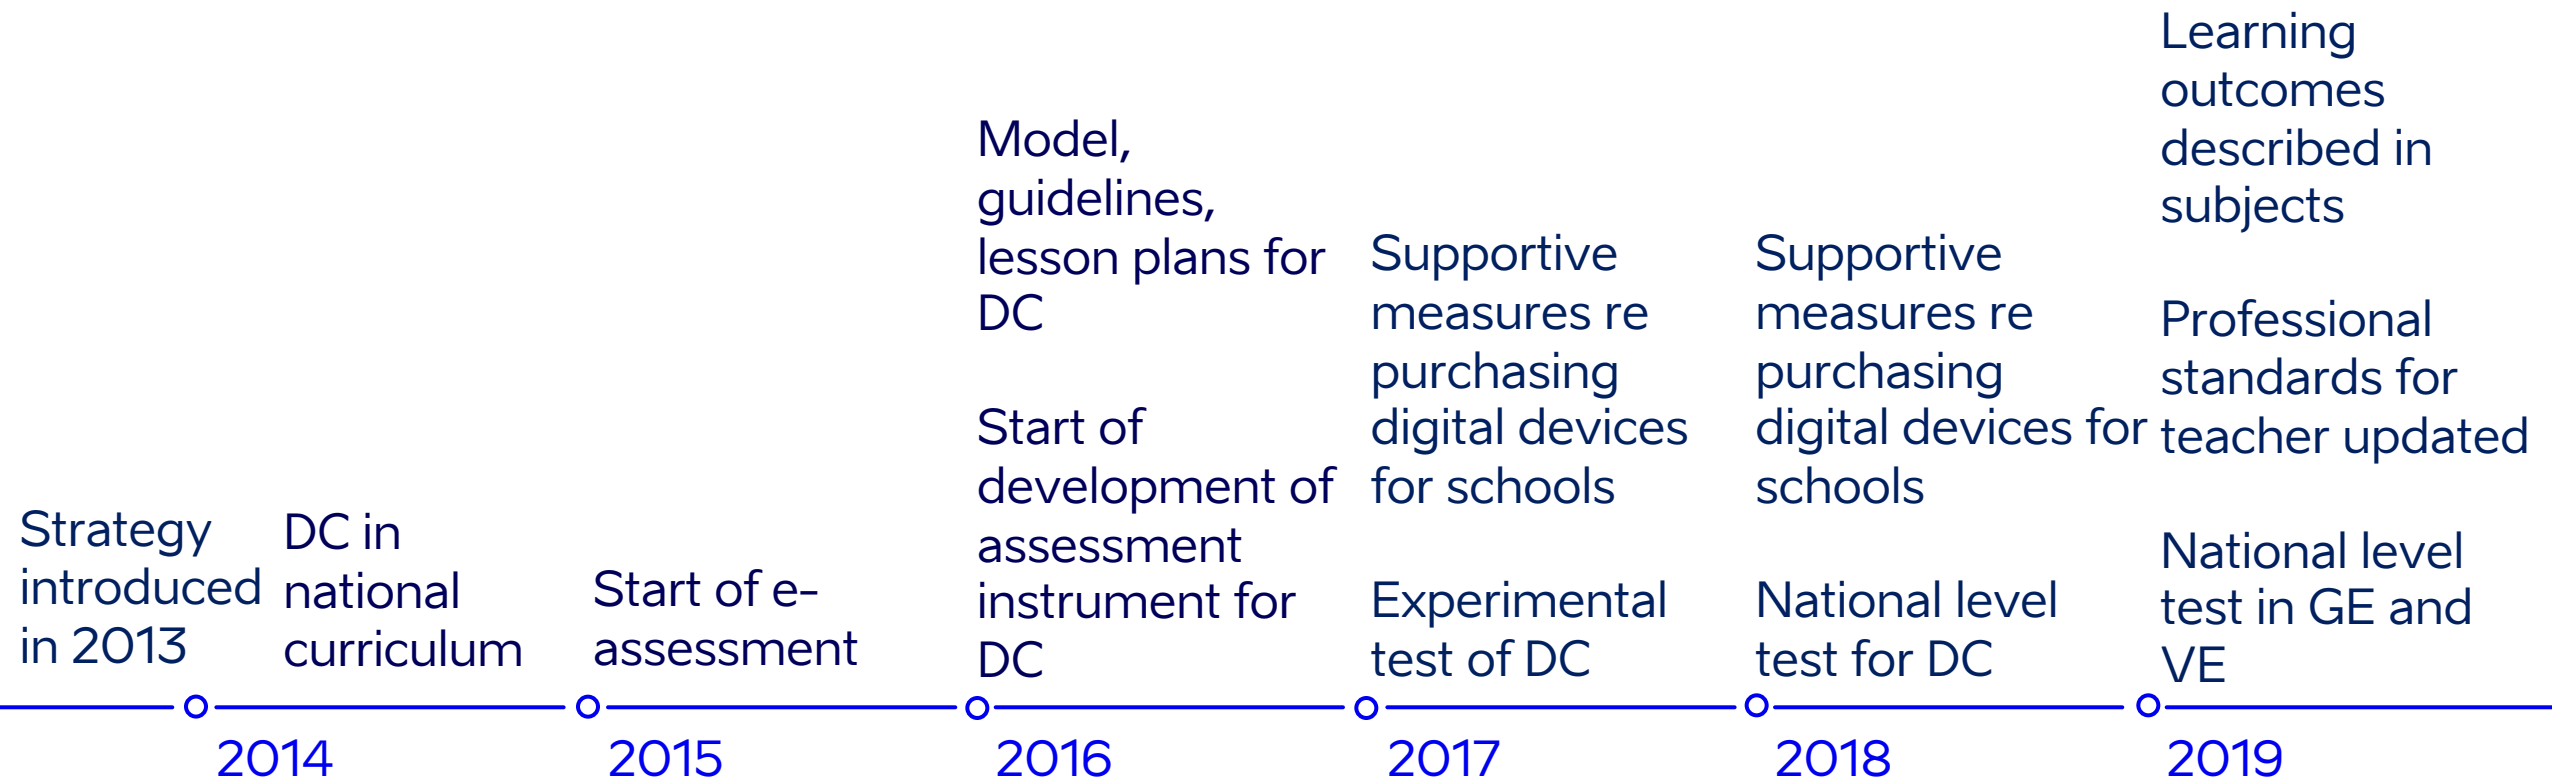 Strategy
introduced
in 2013
DC in
national
curriculum
Start of e-
assessment
Model,
guidelines,
lesson plans for
DC
Start of
development of
assessment
instrument for
DC
Supportive
measures re
purchasing
digital devices
for schools
Experimental
test of DC
Supportive
measures re
purchasing
digital devices for
schools
National level
test for DC
Learning
outcomes
described in
subjects
Professional
standards for
teacher updated
National level
test in GE and
VE
2014
2015
2016
2017
2018
2019